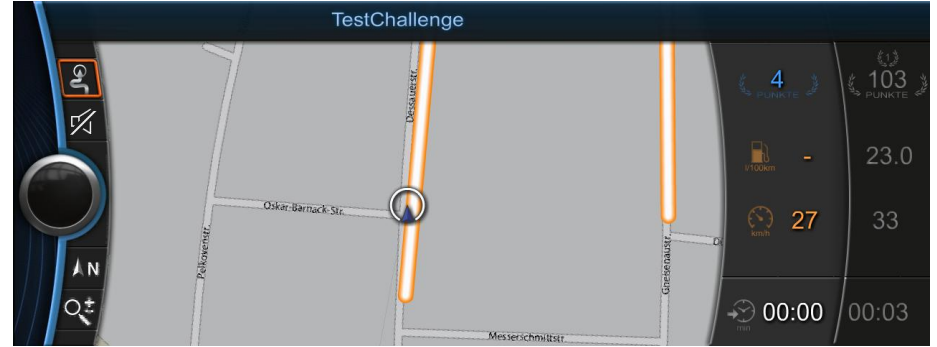 TestChallenge
N
Dessauerstr.
Oskar-Barnack-Str.
Pelkovenstr.
Gneisenaustr.
D
Messerschmittstr
4
PUNKTE
1
103
PUNKTE
l/100km
-
23.0
km/h
27
33
min
00:00
00:03